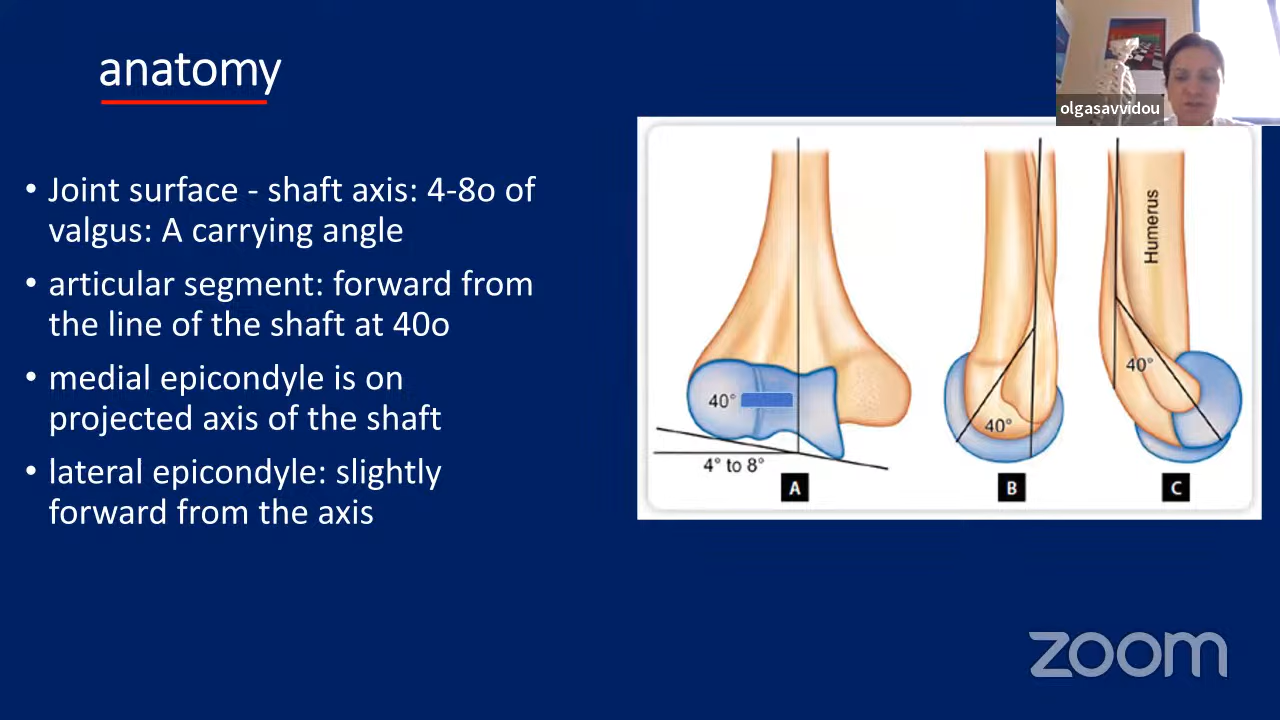 anatomy
olgasavvidou
• Joint surface - shaft axis: 4-8o of
valgus: A carrying angle
• articular segment: forward from
the line of the shaft at 40o
• medial epicondyle is on
projected axis of the shaft
• lateral epicondyle: slightly
forward from the axis
40°
4° to 8°
A
40°
B
Humerus
40°
C
zoom